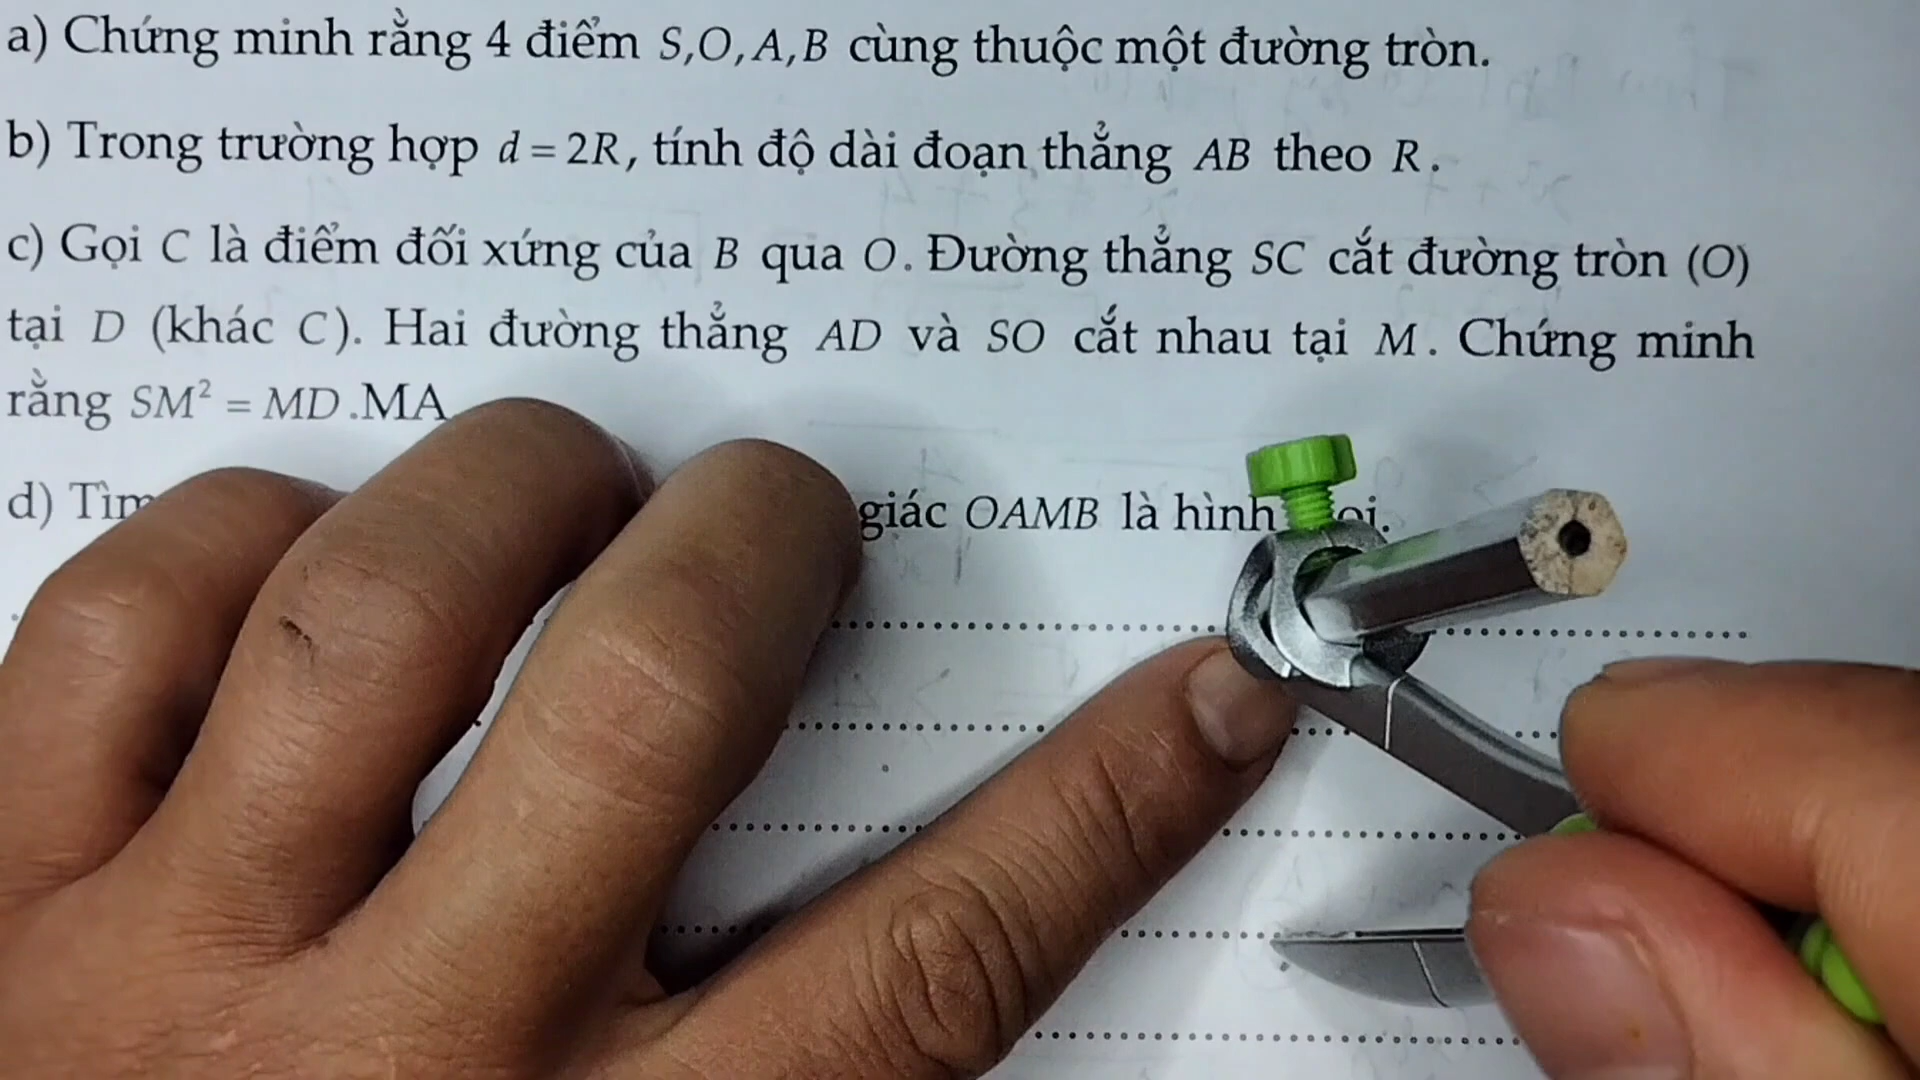 a) Chứng minh rằng 4 điểm S,O,A,B cùng thuộc một đường tròn.
b) Trong trường hợp d = 2R, tính độ dài đoạn thẳng AB theo R.
c) Gọi C là điểm đối xứng của B qua O. Đường thẳng SC cắt đường tròn (O)
tại D (khác C). Hai đường thẳng AD và SO cắt nhau tại M. Chứng minh
rằng SM² = MD.MA
d) Tìm giác OAMB là hình